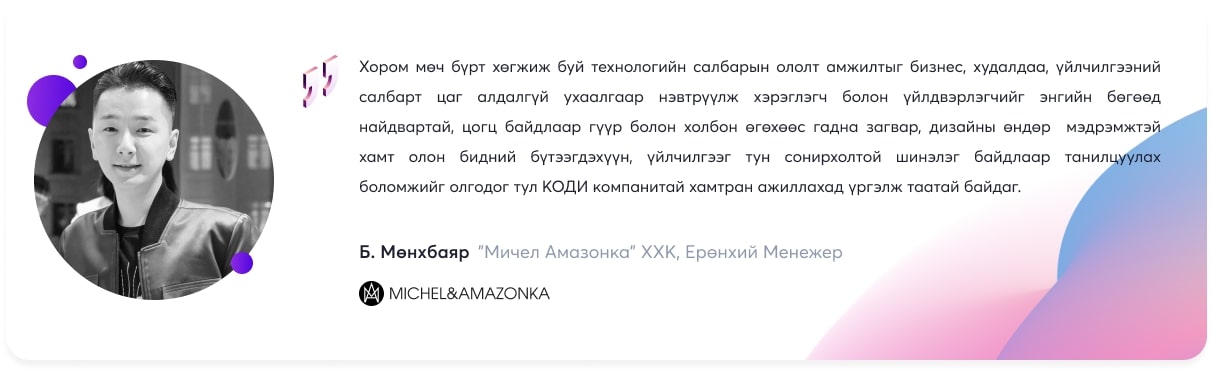 Хором мөч бүрт хөгжиж буй технологийн салбарын ололт амжилтыг бизнес, худалдаа, үйлчилгээний
салбарт цаг алдалгүй ухаалгаар нэвтрүүлж хэрэглэгч болон үйлдвэрлэгчийг энгийн бөгөөд
найдвартай, цогц байдлаар гүүр болон холбон өгөхөөс гадна загвар, дизайны өндөр мэдрэмжтэй
хамт олон бидний бүтээгдэхүүн, үйлчилгээг тун сонирхолтой шинэлэг байдлаар танилцуулах
боломжийг олгодог тул КОДИ компанитай хамтран ажиллахад үргэлж таатай байдаг.
Б. Мөнхбаяр "Мичел Амазонка" ХХК, Ерөнхий Менежер
MICHEL&AMAZONKA